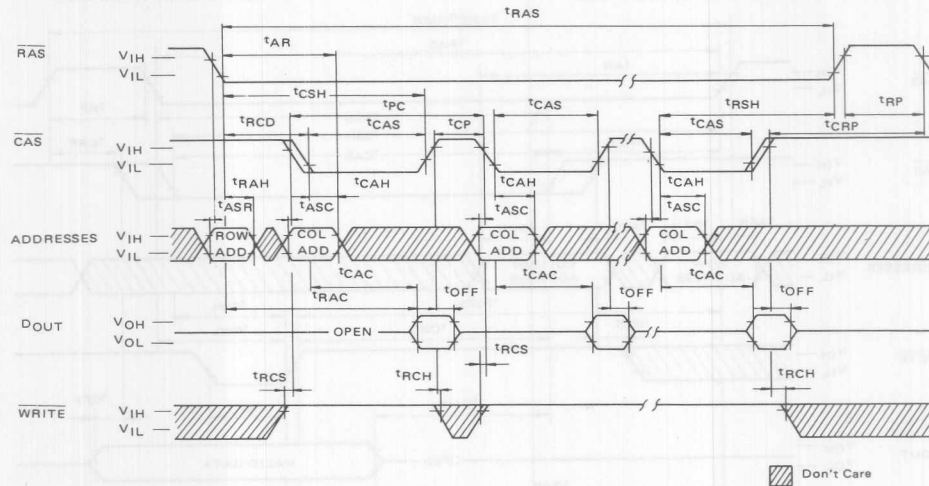 tRAS
tAR
RAS
VIH
VIL
tCSH
tPC
tCAS
tRSH
tRP
tRCD
tCAS
tCP
tCAS
tCRP
CAS
VIH
VIL
tRAH
tCAH
tCAH
tCAH
tASR
tASC
tASC
tASC
ADDRESSES
VIH
VIL
ROW ADD
COL ADD
COL ADD
COL ADD
tCAC
tCAC
tCAC
tRAC
tOFF
tOFF
tOFF
DOUT
VOH
VOL
OPEN
tRCS
tRCS
tRCH
tRCH
WRITE
VIH
VIL
Don't Care